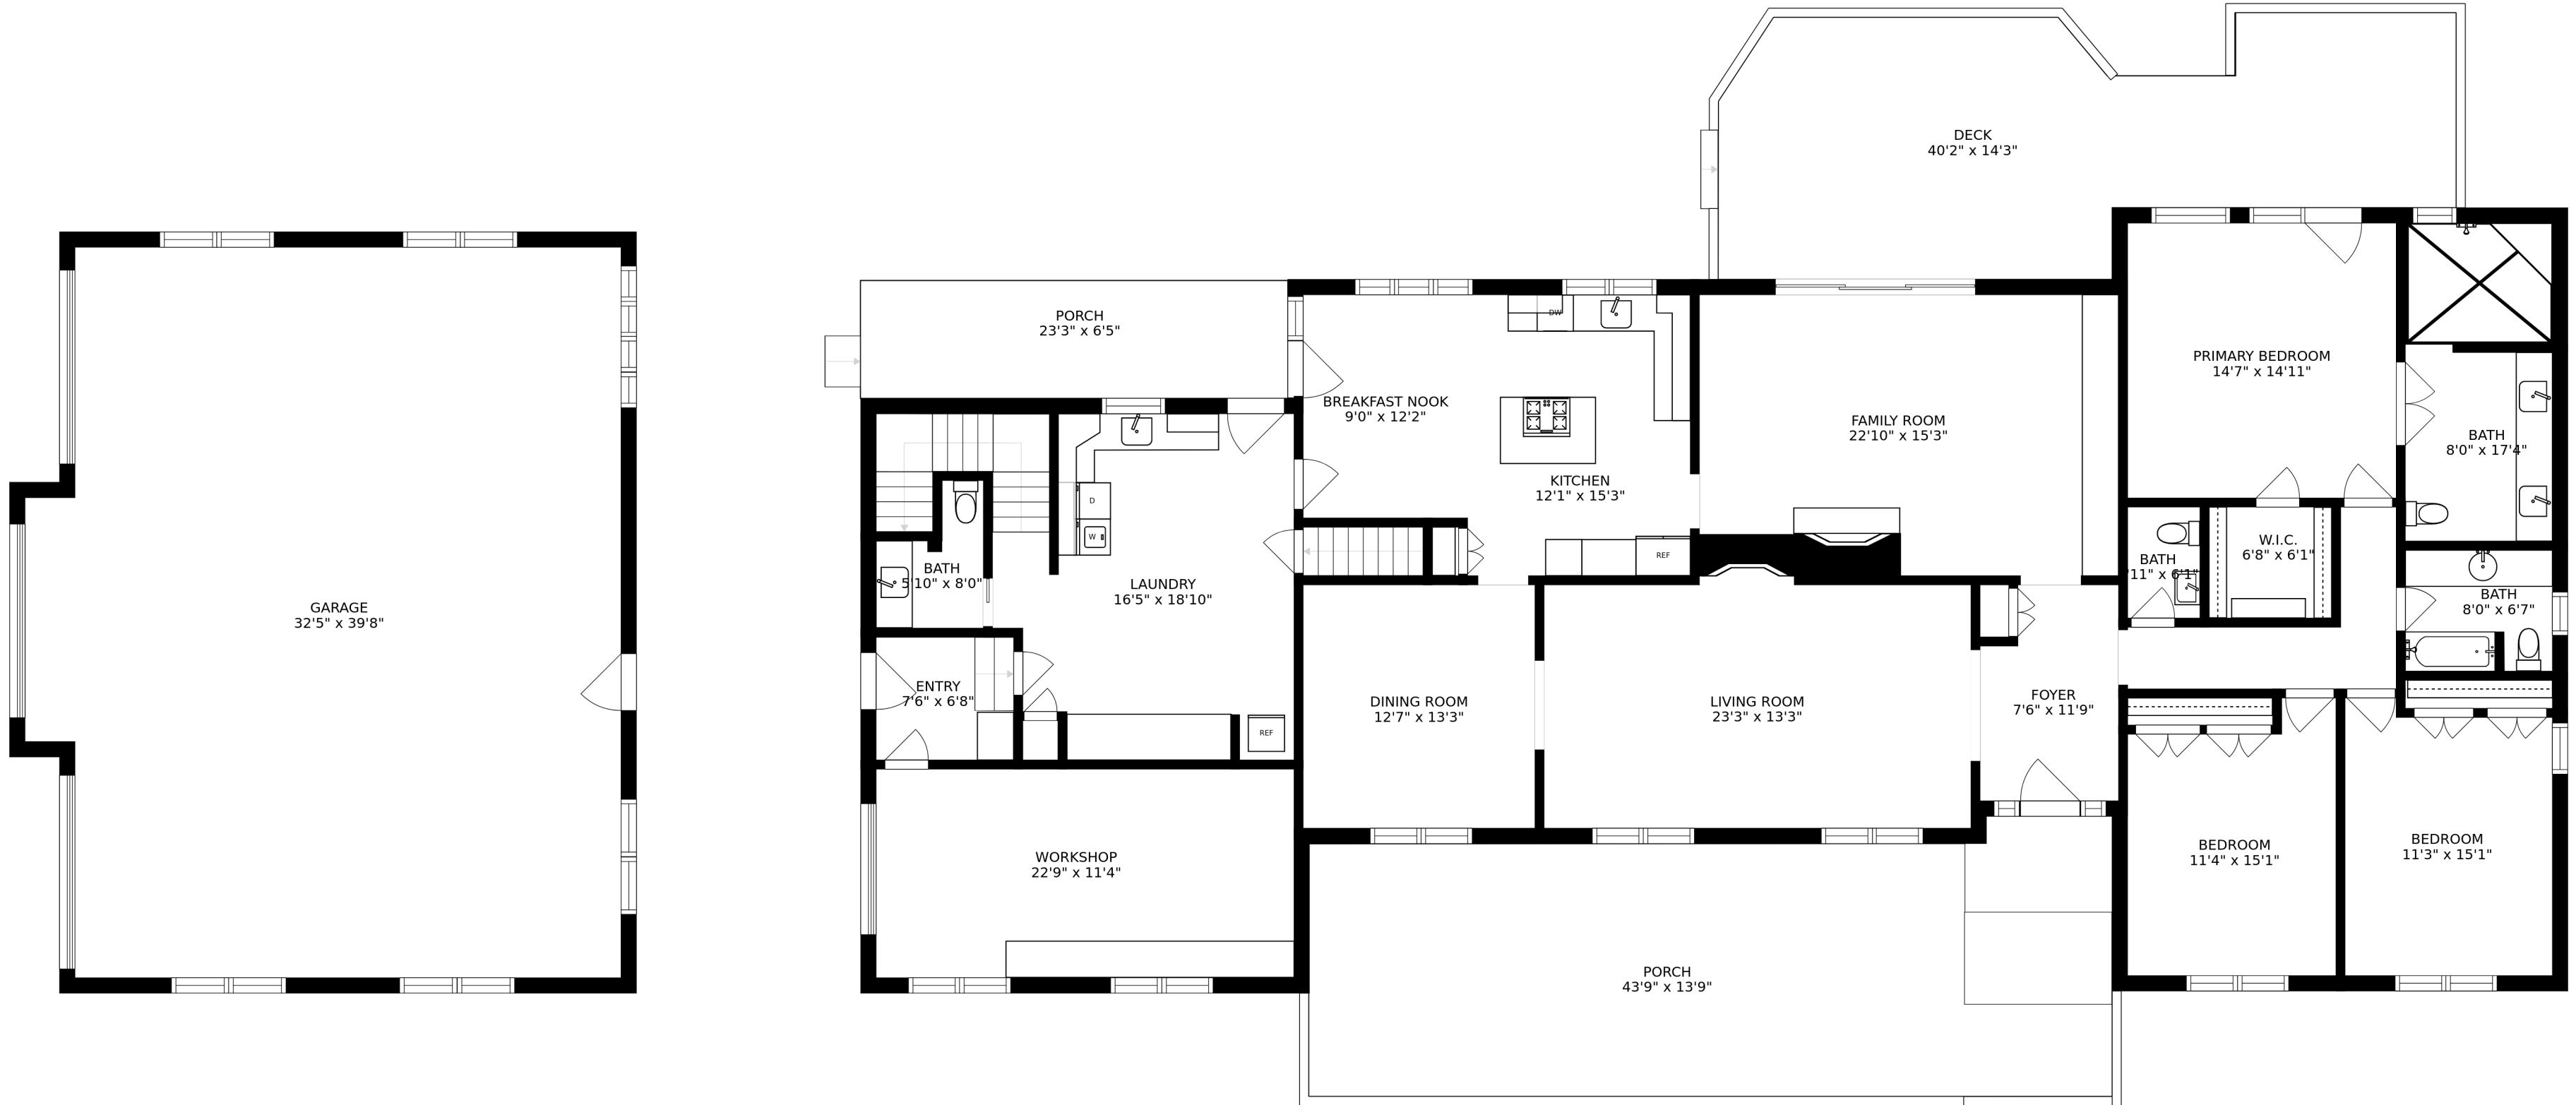 DECK
40'2" x 14'3"
PORCH
23'3" x 6'5"
DW
PRIMARY BEDROOM
14'7" x 14'11"
BREAKFAST NOOK
9'0" x 12'2"
FAMILY ROOM
22'10" x 15'3"
BATH
8'0" x 17'4"
KITCHEN
12'1" x 15'3"
D
W
W.I.C.
6'8" x 6'1"
REF
BATH
'11" x 6'1"
BATH
5'10" x 8'0"
LAUNDRY
16'5" x 18'10"
BATH
8'0" x 6'7"
GARAGE
32'5" x 39'8"
ENTRY
7'6" x 6'8"
DINING ROOM
12'7" x 13'3"
LIVING ROOM
23'3" x 13'3"
FOYER
7'6" x 11'9"
REF
BEDROOM
11'4" x 15'1"
BEDROOM
11'3" x 15'1"
WORKSHOP
22'9" x 11'4"
PORCH
43'9" x 13'9"